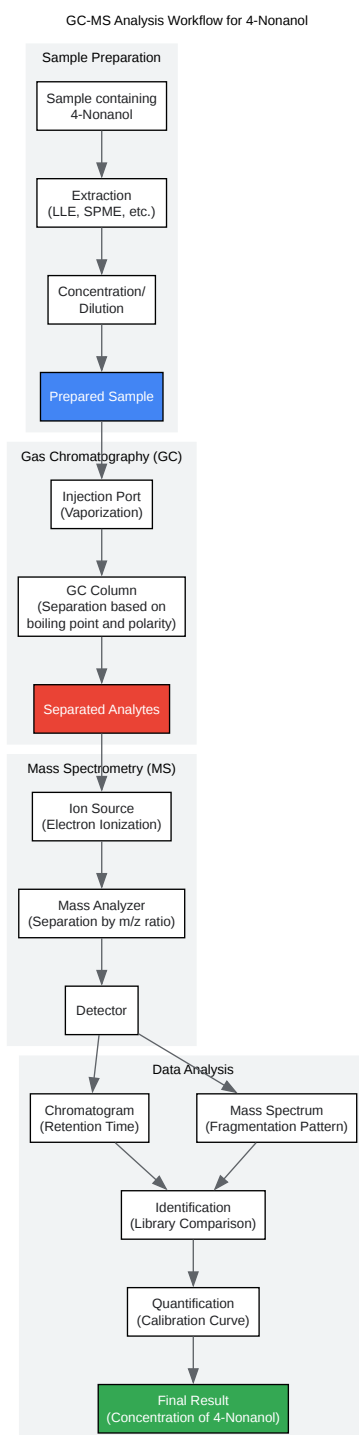 GC-MS Analysis Workflow for 4-Nonanol
Sample Preparation
Sample containing
4-Nonanol
Extraction
(LLE, SPME, etc.)
Concentration/
Dilution
Prepared Sample
Gas Chromatography (GC)
Injection Port
(Vaporization)
GC Column
(Separation based on
boiling point and polarity)
Separated Analytes
Mass Spectrometry (MS)
Ion Source
(Electron Ionization)
Mass Analyzer
(Separation by m/z ratio)
Detector
Data Analysis
Chromatogram
(Retention Time)
Mass Spectrum
(Fragmentation Pattern)
Identification
(Library Comparison)
Quantification
(Calibration Curve)
Final Result
(Concentration of 4-Nonanol)